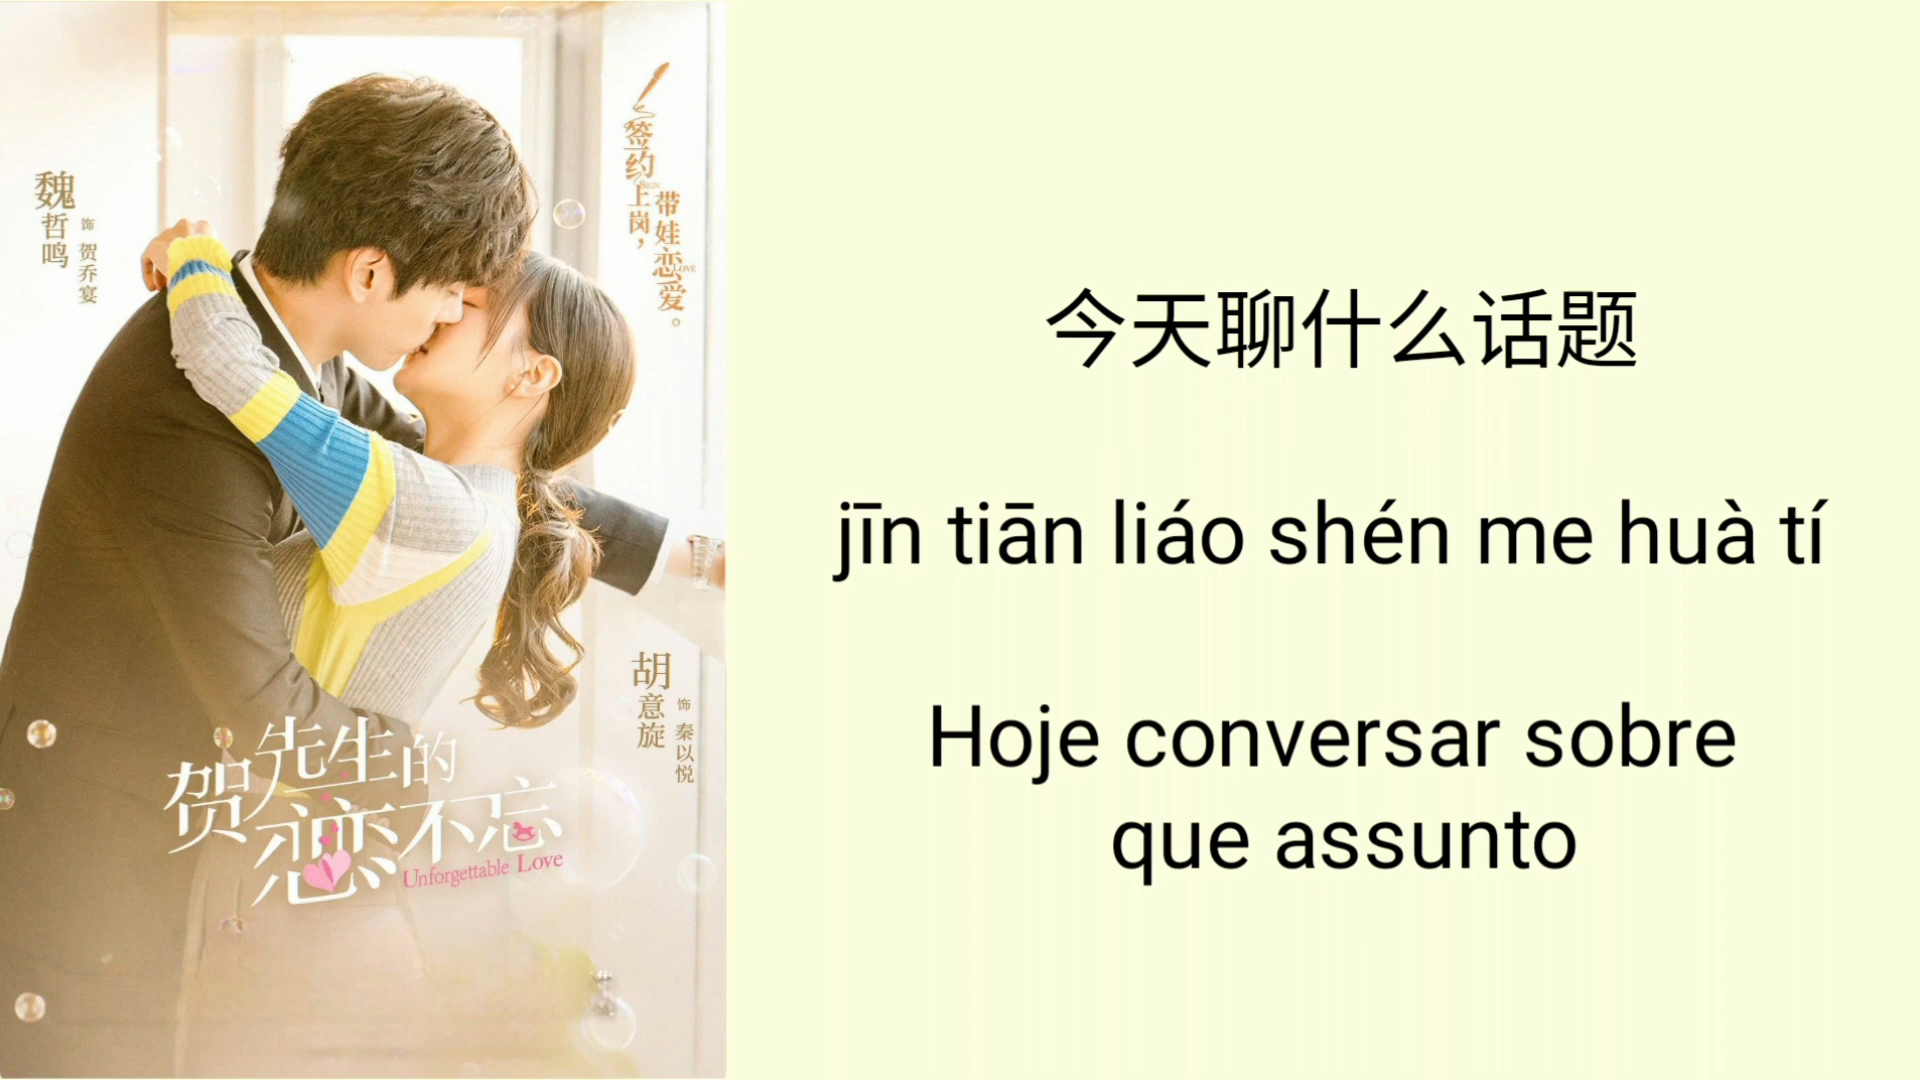 魏哲鸣
饰 贺乔宴
签约上岗，
SIGN
带娃恋爱。
LOVE
胡意旋
饰 秦以悦
贺先生的
恋不忘
Unforgettable Love
今天聊什么话题
jīn tiān liáo shén me huà tí
Hoje conversar sobre
que assunto